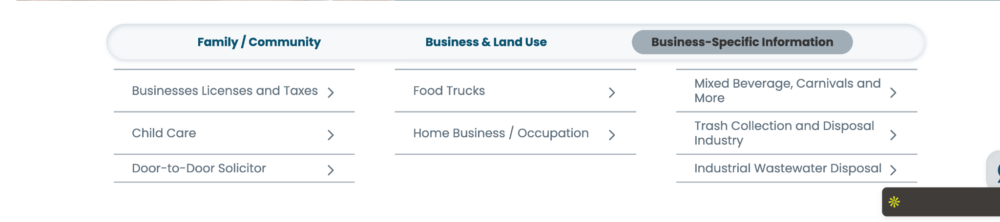 Family / Community
Business & Land Use
Business-Specific Information
Businesses Licenses and Taxes
Food Trucks
Mixed Beverage, Carnivals and
More
Child Care
Home Business / Occupation
Trash Collection and Disposal
Industry
Door-to-Door Solicitor
Industrial Wastewater Disposal